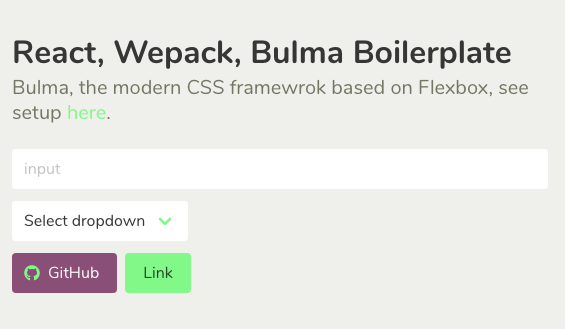 React, Wepack, Bulma Boilerplate
Bulma, the modern CSS framewrok based on Flexbox, see
setup here.
input
Select dropdown
GitHub Link